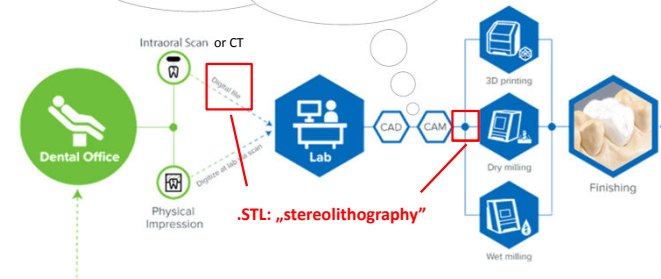 Intraoral Scan or CT
Digital file
Dental Office
Digitize at lab via scan
Physical
Impression
Lab
CAD
CAM
3D printing
Dry milling
Wet milling
Finishing
.STL: „stereolithography”